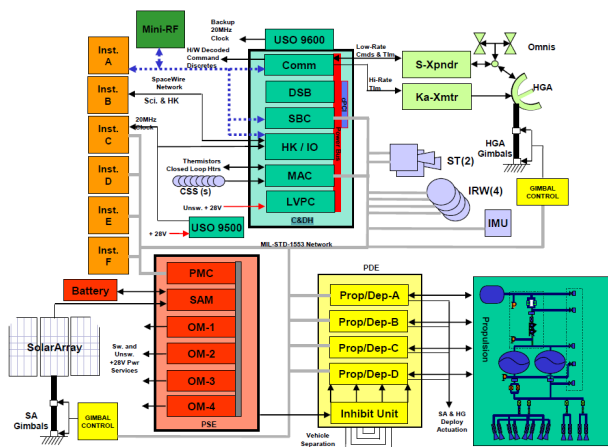 Inst.
A
Inst.
B
Inst.
C
Inst.
D
Inst.
E
Inst.
F
Mini-RF
Backup
20MHz
Clock
H/W Decoded
Command
Discretes
SpaceWire
Network
Sci. & HK
20MHz
Clock
Thermistors
Closed Loop Htrs
CSS (s)
Unsw. + 28V
+ 28V
USO 9500
USO 9600
Comm
DSB
SBC
HK / IO
MAC
LVPC
cPCI
Power Bus
C&DH
Low-Rate
Cmds & Tlm
Hi-Rate
Tlm
S-Xpndr
Ka-Xmtr
Omnis
HGA
HGA
Gimbals
GIMBAL
CONTROL
ST(2)
IRW(4)
IMU
MIL-STD-1553 Network
PMC
SAM
OM-1
OM-2
OM-3
OM-4
PSE
Battery
SolarArray
Sw. and
Unsw.
+28V Pwr
Services
SA
Gimbals
GIMBAL
CONTROL
PDE
Prop/Dep-A
Prop/Dep-B
Prop/Dep-C
Prop/Dep-D
Inhibit Unit
Vehicle
Separation
SA & HG
Deploy
Actuation
Propulsion
P
P
P